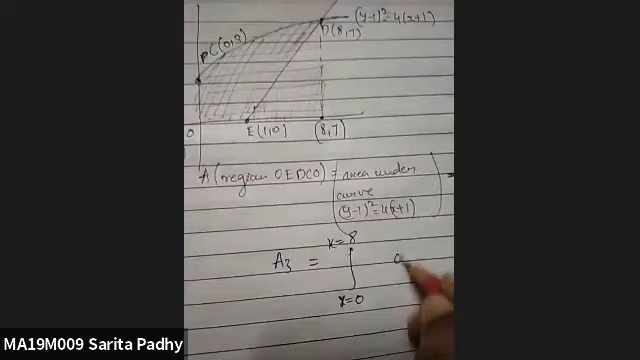 (y-1)² = 4(x+1)
P C(0,3)
D(8,7)
O E(1,0) (8,7)
A (region OEDCO) = area under
curve
(y-1)² = 4(x+1)
x=8
A₃ = ∫
x=0
MA19M009 Sarita Padhy